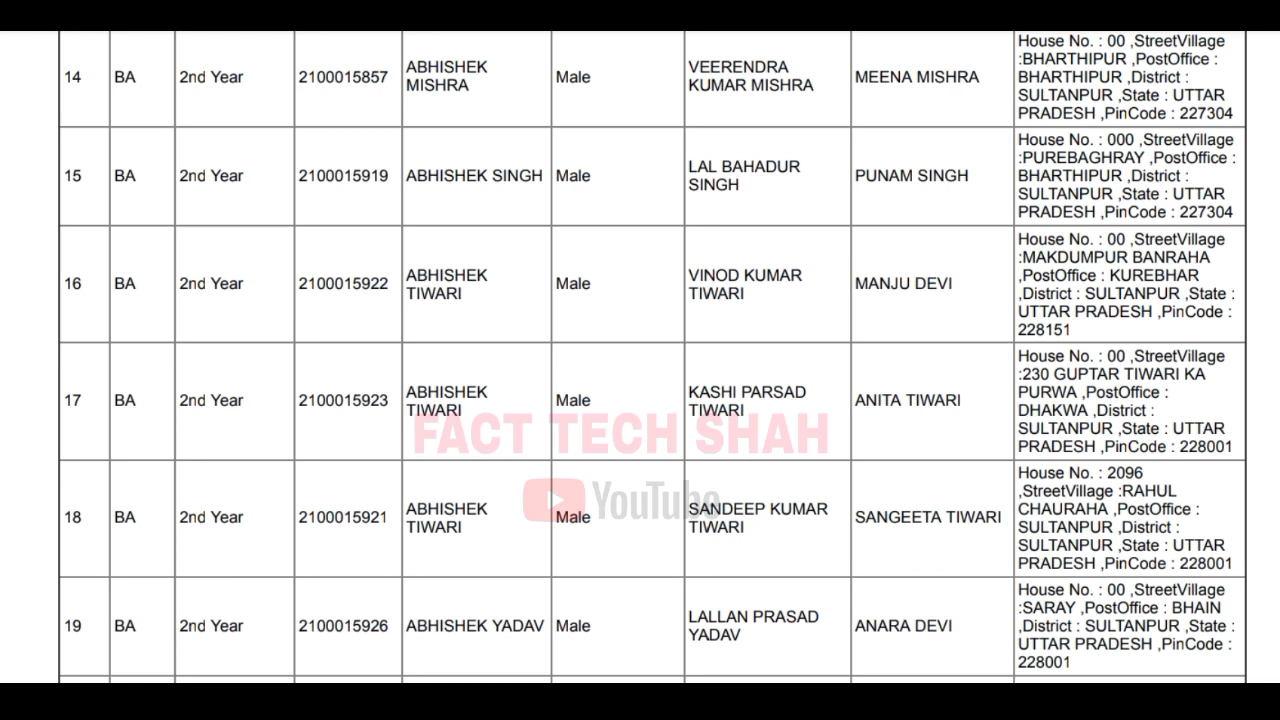 14 BA 2nd Year 2100015857 ABHISHEK MISHRA Male VEERENDRA KUMAR MISHRA MEENA MISHRA House No. : 00 ,StreetVillage :BHARTHIPUR ,PostOffice : BHARTHIPUR ,District : SULTANPUR ,State : UTTAR PRADESH ,PinCode : 227304
15 BA 2nd Year 2100015919 ABHISHEK SINGH Male LAL BAHADUR SINGH PUNAM SINGH House No. : 000 ,StreetVillage :PUREBAGHRAY ,PostOffice : BHARTHIPUR ,District : SULTANPUR ,State : UTTAR PRADESH ,PinCode : 227304
16 BA 2nd Year 2100015922 ABHISHEK TIWARI Male VINOD KUMAR TIWARI MANJU DEVI House No. : 00 ,StreetVillage :MAKDUMPUR BANRAHA ,PostOffice : KUREBHAR ,District : SULTANPUR ,State : UTTAR PRADESH ,PinCode : 228151
17 BA 2nd Year 2100015923 ABHISHEK TIWARI Male KASHI PARSAD TIWARI ANITA TIWARI House No. : 00 ,StreetVillage :230 GUPTAR TIWARI KA PURWA ,PostOffice : DHAKWA ,District : SULTANPUR ,State : UTTAR PRADESH ,PinCode : 228001
FACT TECH SHAH
YouTube
18 BA 2nd Year 2100015921 ABHISHEK TIWARI Male SANDEEP KUMAR TIWARI SANGEETA TIWARI House No. : 2096 ,StreetVillage :RAHUL CHAURAHA ,PostOffice : SULTANPUR ,District : SULTANPUR ,State : UTTAR PRADESH ,PinCode : 228001
19 BA 2nd Year 2100015926 ABHISHEK YADAV Male LALLAN PRASAD YADAV ANARA DEVI House No. : 00 ,StreetVillage :SARAY ,PostOffice : BHAIN ,District : SULTANPUR ,State : UTTAR PRADESH ,PinCode : 228001